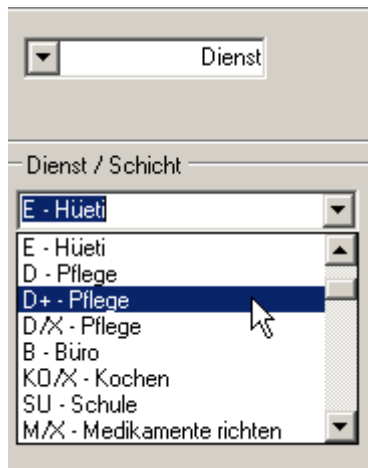 Dienst
Dienst / Schicht
E - Hüeti
E - Hüeti
D - Pflege
D+ - Pflege
D/X - Pflege
B - Büro
KO/X - Kochen
SU - Schule
M/X - Medikamente richten